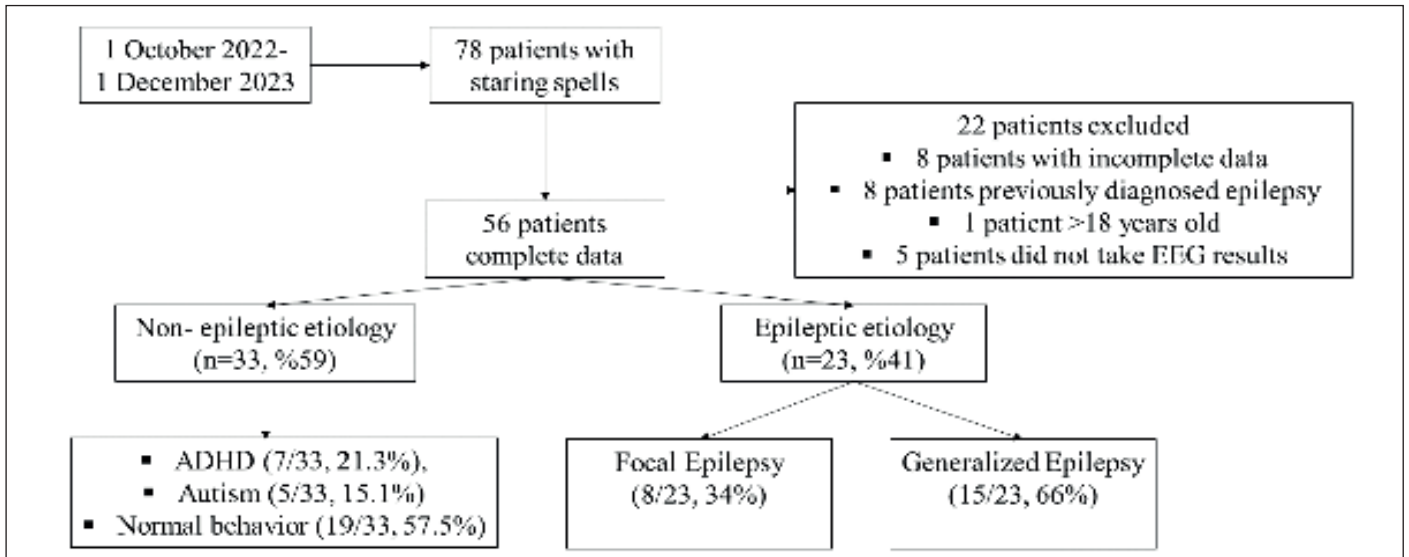 1 October 2022-
1 December 2023
78 patients with
staring spells
22 patients excluded
▪ 8 patients with incomplete data
▪ 8 patients previously diagnosed epilepsy
▪ 1 patient >18 years old
▪ 5 patients did not take EEG results
56 patients
complete data
Non- epileptic etiology
(n=33, %59)
Epileptic etiology
(n=23, %41)
▪ ADHD (7/33, 21.3%),
▪ Autism (5/33, 15.1%)
▪ Normal behavior (19/33, 57.5%)
Focal Epilepsy
(8/23, 34%)
Generalized Epilepsy
(15/23, 66%)